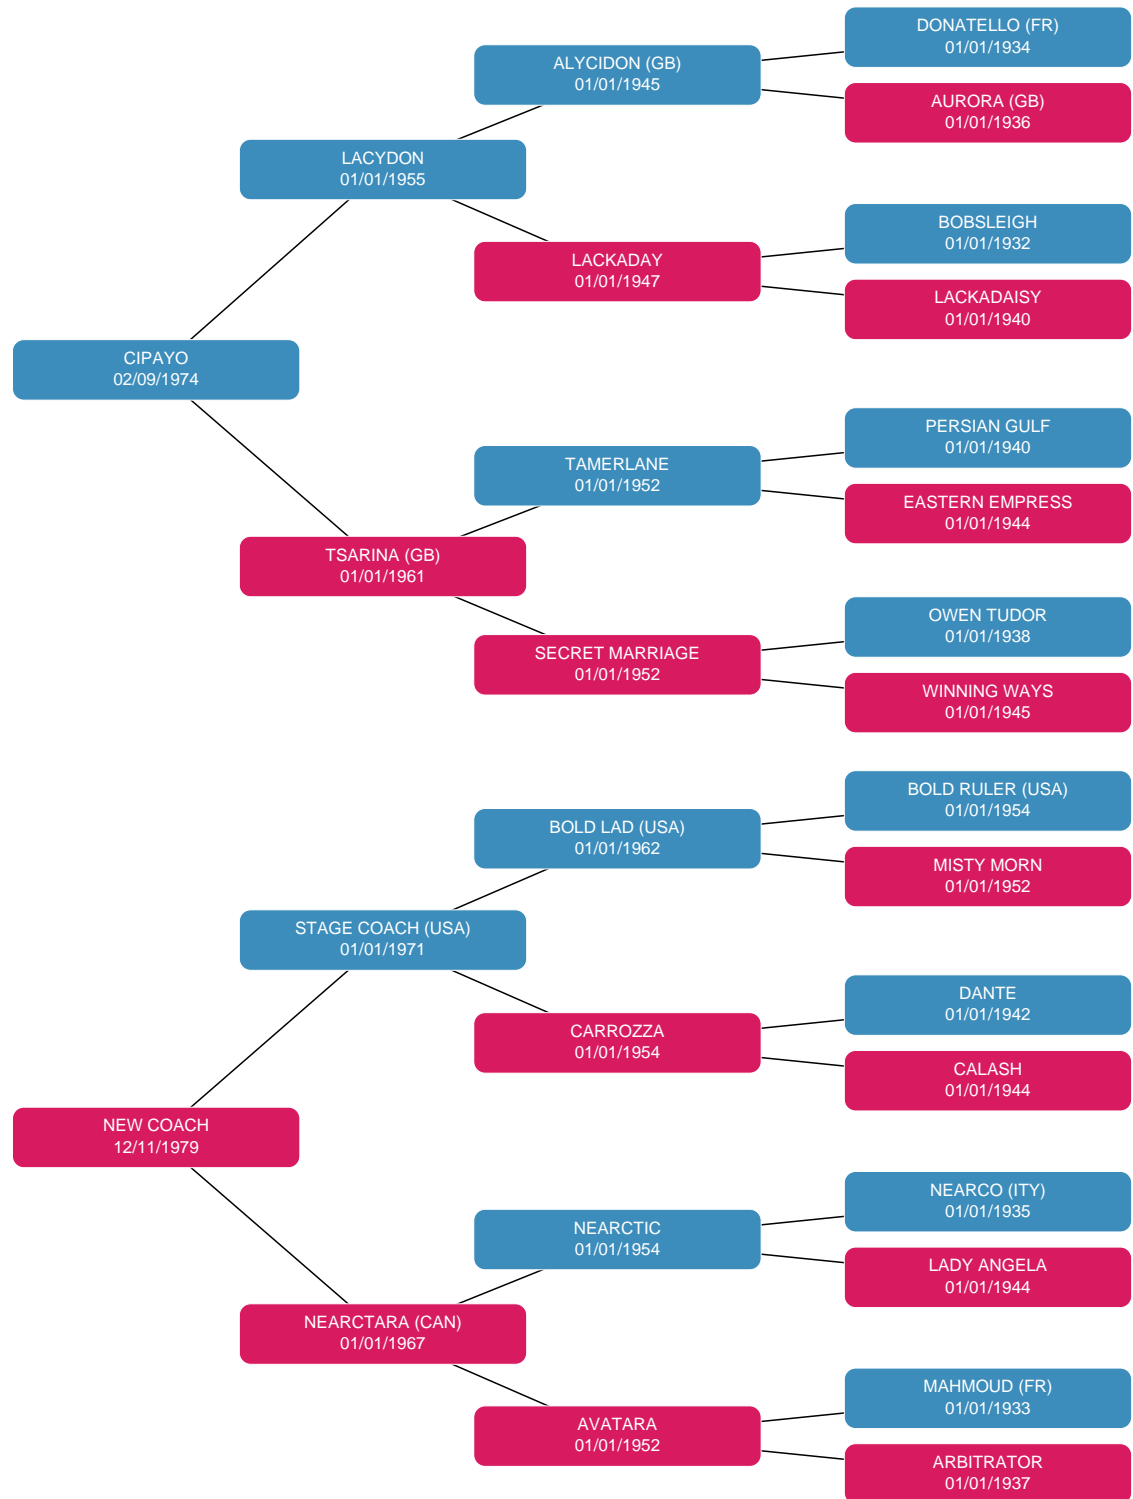 DONATELLO (FR)
01/01/1934
ALYCIDON (GB)
01/01/1945
AURORA (GB)
01/01/1936
LACYDON
01/01/1955
BOBSLEIGH
01/01/1932
LACKADAY
01/01/1947
LACKADAISY
01/01/1940
CIPAYO
02/09/1974
PERSIAN GULF
01/01/1940
TAMERLANE
01/01/1952
EASTERN EMPRESS
01/01/1944
TSARINA (GB)
01/01/1961
OWEN TUDOR
01/01/1938
SECRET MARRIAGE
01/01/1952
WINNING WAYS
01/01/1945
BOLD RULER (USA)
01/01/1954
BOLD LAD (USA)
01/01/1962
MISTY MORN
01/01/1952
STAGE COACH (USA)
01/01/1971
DANTE
01/01/1942
CARROZZA
01/01/1954
CALASH
01/01/1944
NEW COACH
12/11/1979
NEARCO (ITY)
01/01/1935
NEARCTIC
01/01/1954
LADY ANGELA
01/01/1944
NEARCTARA (CAN)
01/01/1967
MAHMOUD (FR)
01/01/1933
AVATARA
01/01/1952
ARBITRATOR
01/01/1937